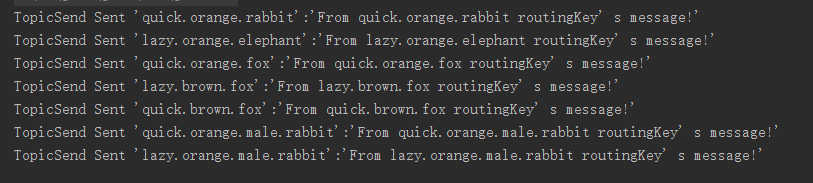 TopicSend Sent 'quick.orange.rabbit':'From quick.orange.rabbit routingKey' s message!'
TopicSend Sent 'lazy.orange.elephant':'From lazy.orange.elephant routingKey' s message!'
TopicSend Sent 'quick.orange.fox':'From quick.orange.fox routingKey' s message!'
TopicSend Sent 'lazy.brown.fox':'From lazy.brown.fox routingKey' s message!'
TopicSend Sent 'quick.brown.fox':'From quick.brown.fox routingKey' s message!'
TopicSend Sent 'quick.orange.male.rabbit':'From quick.orange.male.rabbit routingKey' s message!'
TopicSend Sent 'lazy.orange.male.rabbit':'From lazy.orange.male.rabbit routingKey' s message!'